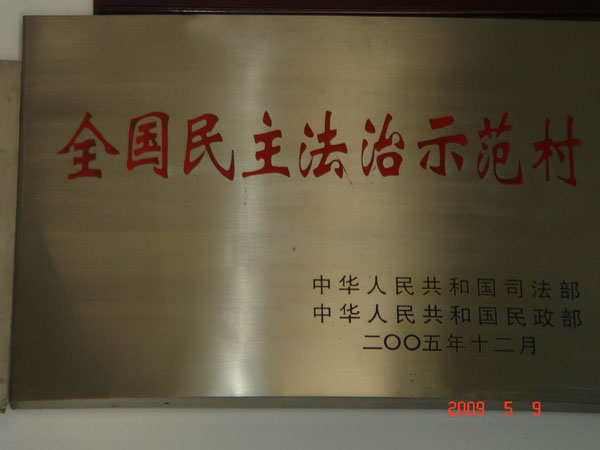 全国民主法治示范村
中华人民共和国司法部
中华人民共和国民政部
二〇〇五年十二月
2009 5 9